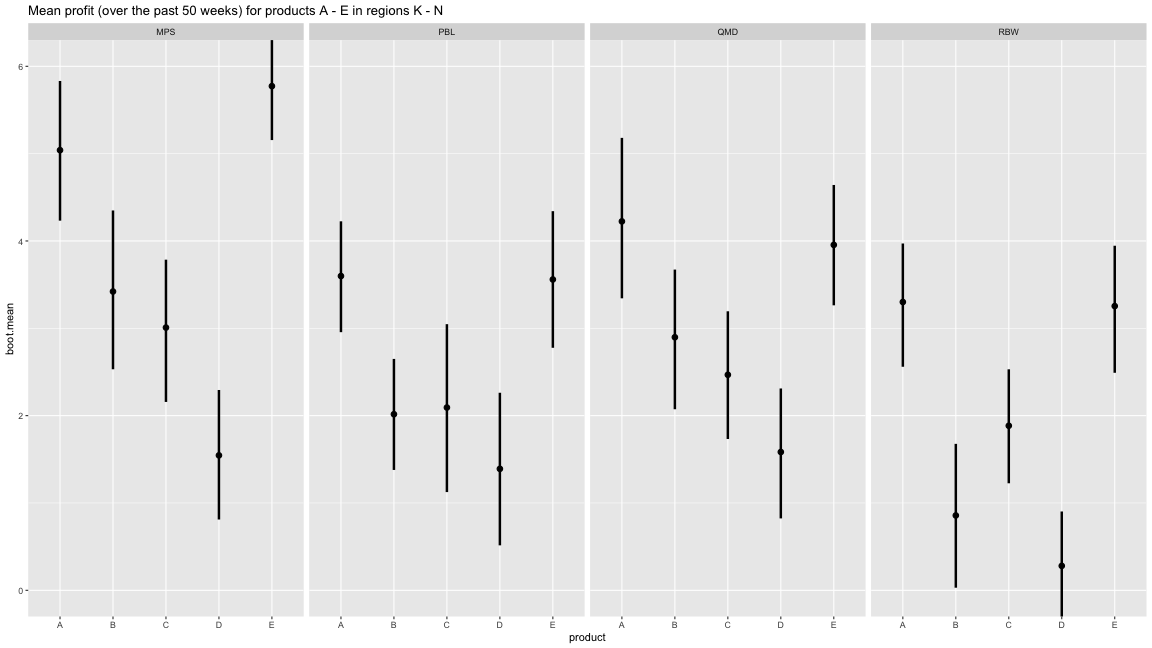 Mean profit (over the past 50 weeks) for products A - E in regions K - N
MPS PBL QMD RBW
6
4
2
0
boot.mean
A B C D E A B C D E A B C D E A B C D E
product